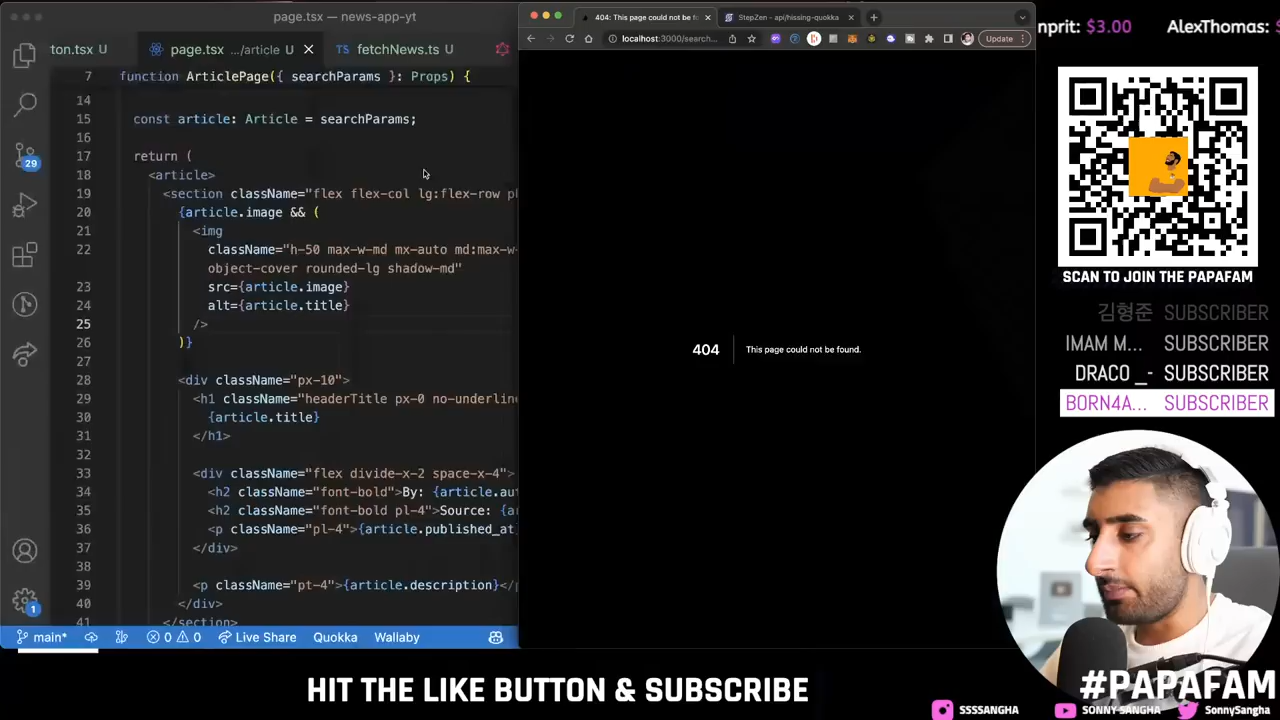 page.tsx — news-app-yt
ton.tsx U
page.tsx .../article U
fetchNews.ts U
7 function ArticlePage({ searchParams }: Props) {
14
15 const article: Article = searchParams;
16
17 return (
18 <article>
19 <section className="flex flex-col lg:flex-row p
20 {article.image && (
21 <img
22 className="h-50 max-w-md mx-auto md:max-w-
object-cover rounded-lg shadow-md"
23 src={article.image}
24 alt={article.title}
25 />
26 )}
27
28 <div className="px-10">
29 <h1 className="headerTitle px-0 no-underline
30 {article.title}
31 </h1>
32
33 <div className="flex divide-x-2 space-x-4">
34 <h2 className="font-bold">By: {article.aut
35 <h2 className="font-bold pl-4">Source: {ar
36 <p className="pl-4">{article.published_at
37 </div>
38
39 <p className="pt-4">{article.description}</p
40 </div>
41 </section>
29
1
main*
0 0
Live Share
Quokka
Wallaby
404: This page could not be f
StepZen - api/hissing-quokka
localhost:3000/search...
Update
404
This page could not be found.
nprit: $3.00 AlexThomas:
SCAN TO JOIN THE PAPAFAM
김형준 SUBSCRIBER
IMAM M... SUBSCRIBER
DRACO _- SUBSCRIBER
BORN4A... SUBSCRIBER
HIT THE LIKE BUTTON & SUBSCRIBE
#PAPAFAM
SSSSANGHA
SONNY SANGHA
SonnySangha